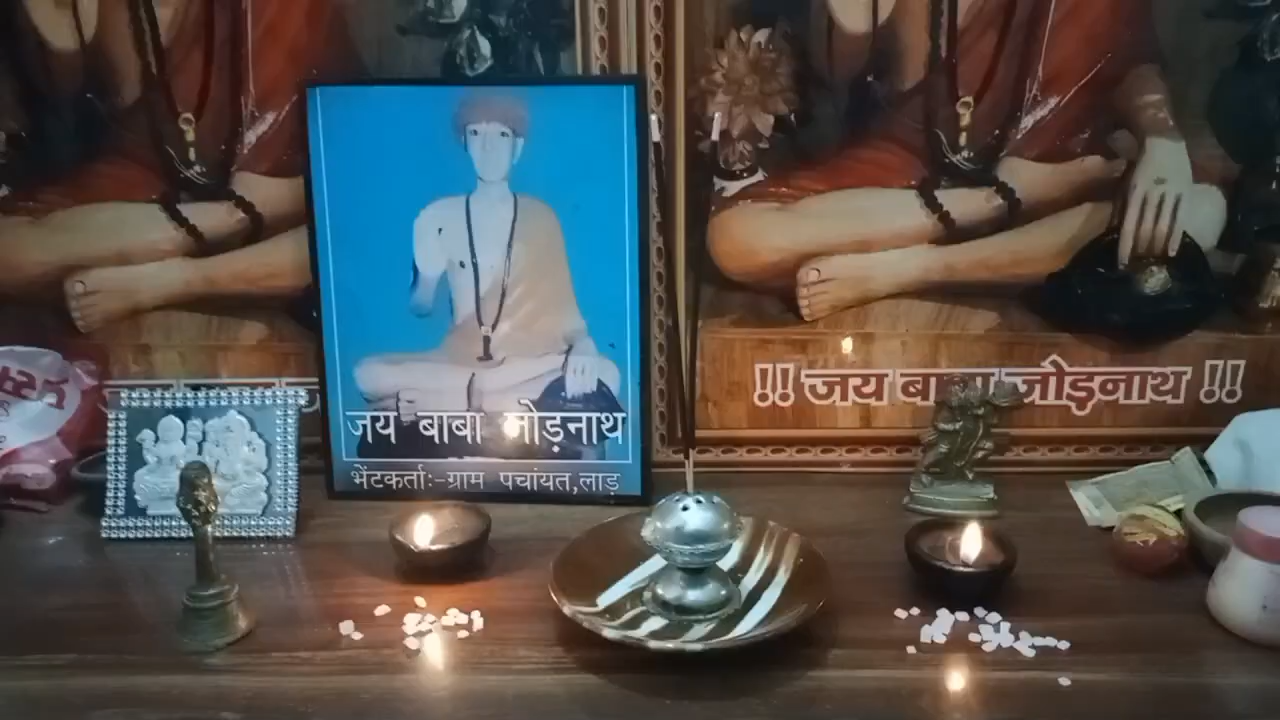 जय बाबा जोड़नाथ
भेंटकर्ताः-ग्राम पचांयत,लाड़
!! जय बाबा जोड़नाथ !!